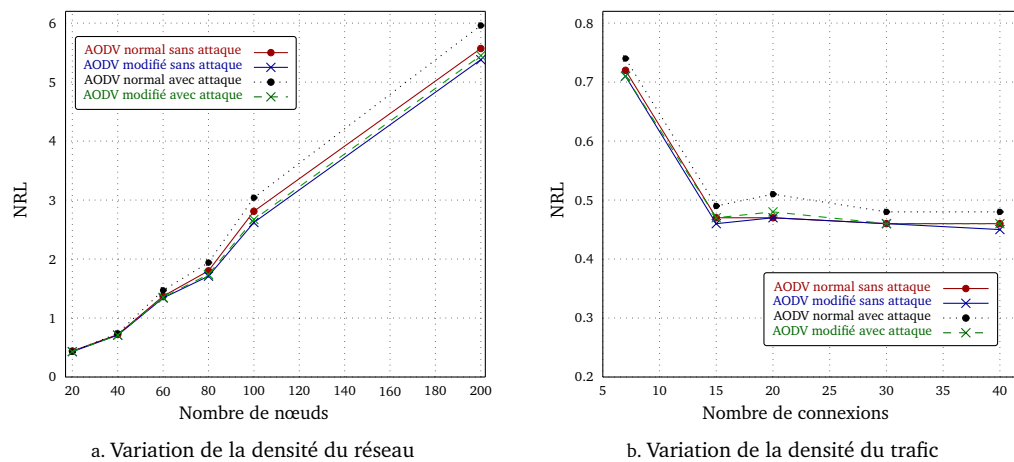 6
5
4
3
2
1
0
NRL
AODV normal sans attaque
AODV modifié sans attaque
AODV normal avec attaque
AODV modifié avec attaque
20 40 60 80 100 120 140 160 180 200
Nombre de nœuds
a. Variation de la densité du réseau
0.8
0.7
0.6
0.5
0.4
0.3
0.2
NRL
AODV normal sans attaque
AODV modifié sans attaque
AODV normal avec attaque
AODV modifié avec attaque
5 10 15 20 25 30 35 40
Nombre de connexions
b. Variation de la densité du trafic